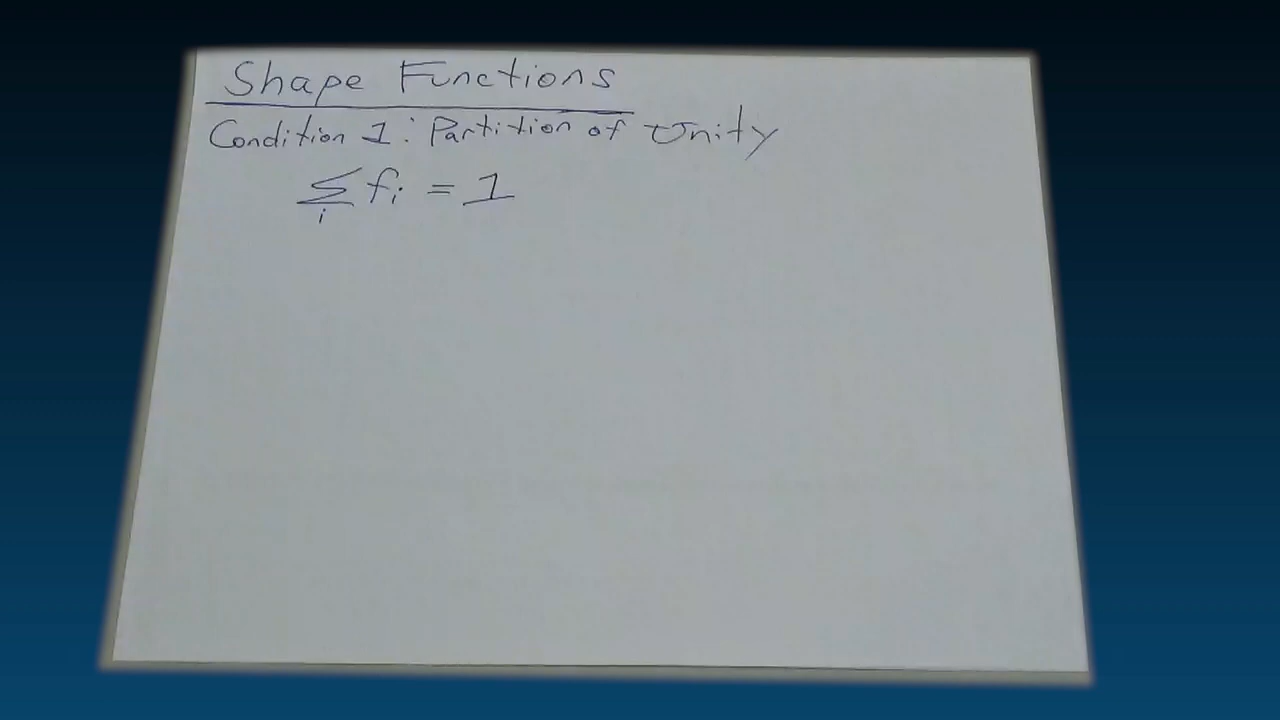 Shape Functions
Condition 1: Partition of Unity
∑ᵢ fᵢ = 1